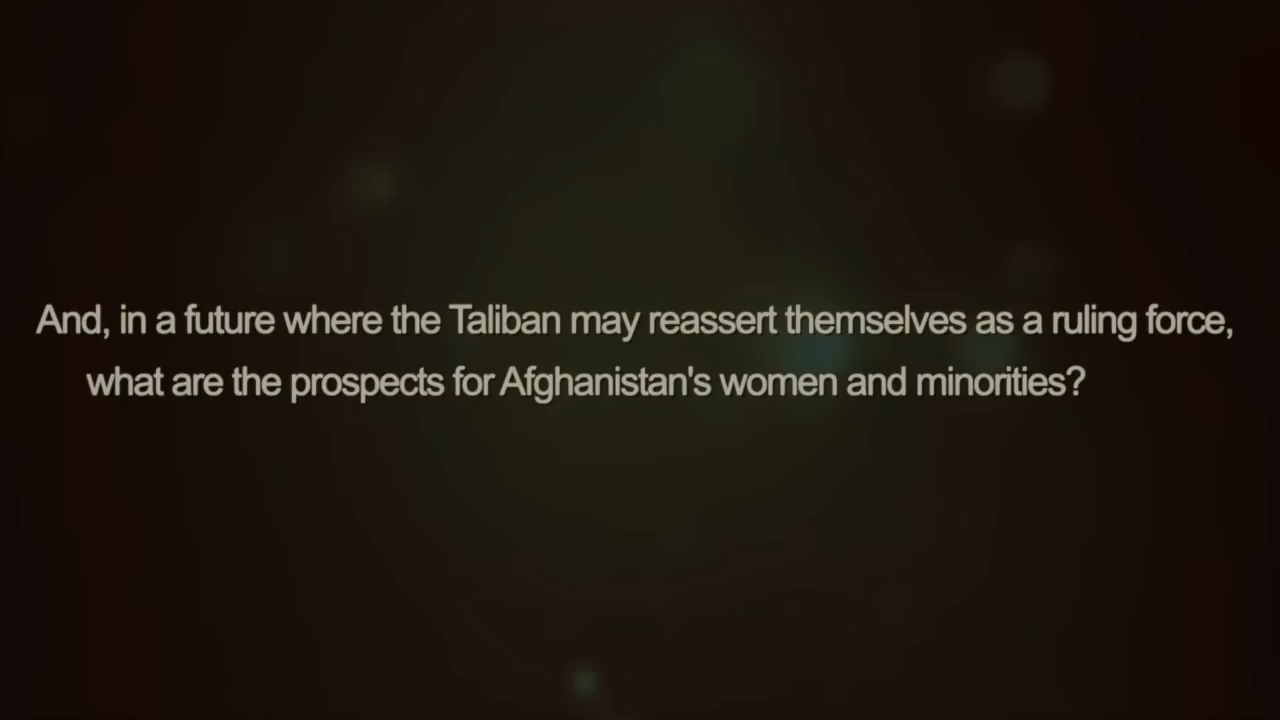 And, in a future where the Taliban may reassert themselves as a ruling force,
what are the prospects for Afghanistan's women and minorities?